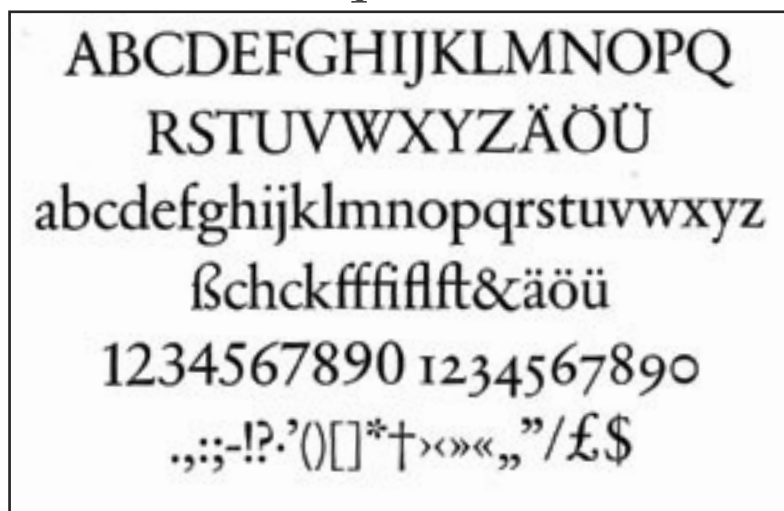 ABCDEFGHIJKLMNOPQ
RSTUVWXYZÄÖÜ
abcdefghijklmnopqrstuvwxyz
ßchckfffiflft&äöü
1234567890 1234567890
.,:;-!?·’()[]*†›‹»«„”/£$